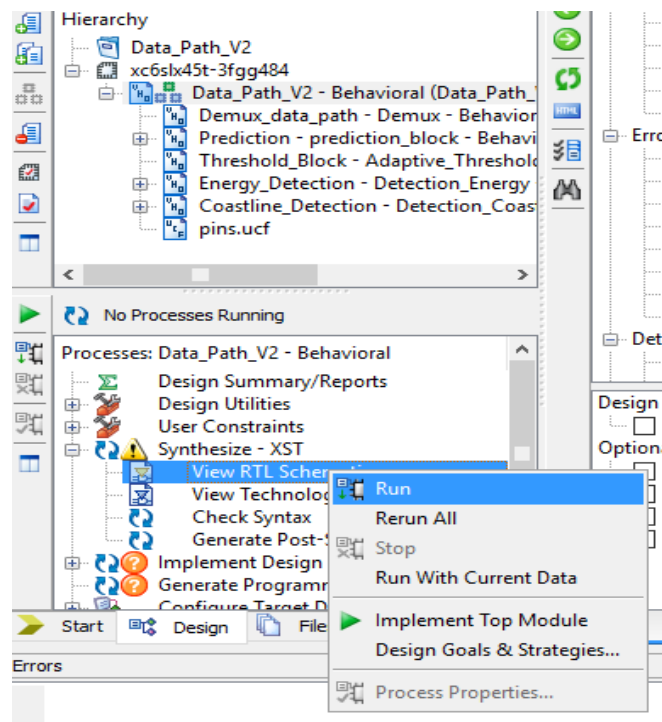 Hierarchy
Data_Path_V2
xc6slx45t-3fgg484
Data_Path_V2 - Behavioral (Data_Path_
Demux_data_path - Demux - Behavior
Prediction - prediction_block - Behavi
Threshold_Block - Adaptive_Threshold
Energy_Detection - Detection_Energy
Coastline_Detection - Detection_Coas
pins.ucf
HTML
Erro
No Processes Running
Processes: Data_Path_V2 - Behavioral
Design Summary/Reports
Design Utilities
User Constraints
Synthesize - XST
View RTL Schem
View Technolog
Check Syntax
Generate Post-S
Implement Design
Generate Programm
Configure Target D
Det
Design
Optiona
Run
Rerun All
Stop
Run With Current Data
Implement Top Module
Design Goals & Strategies...
Process Properties...
Start
Design
File
Errors